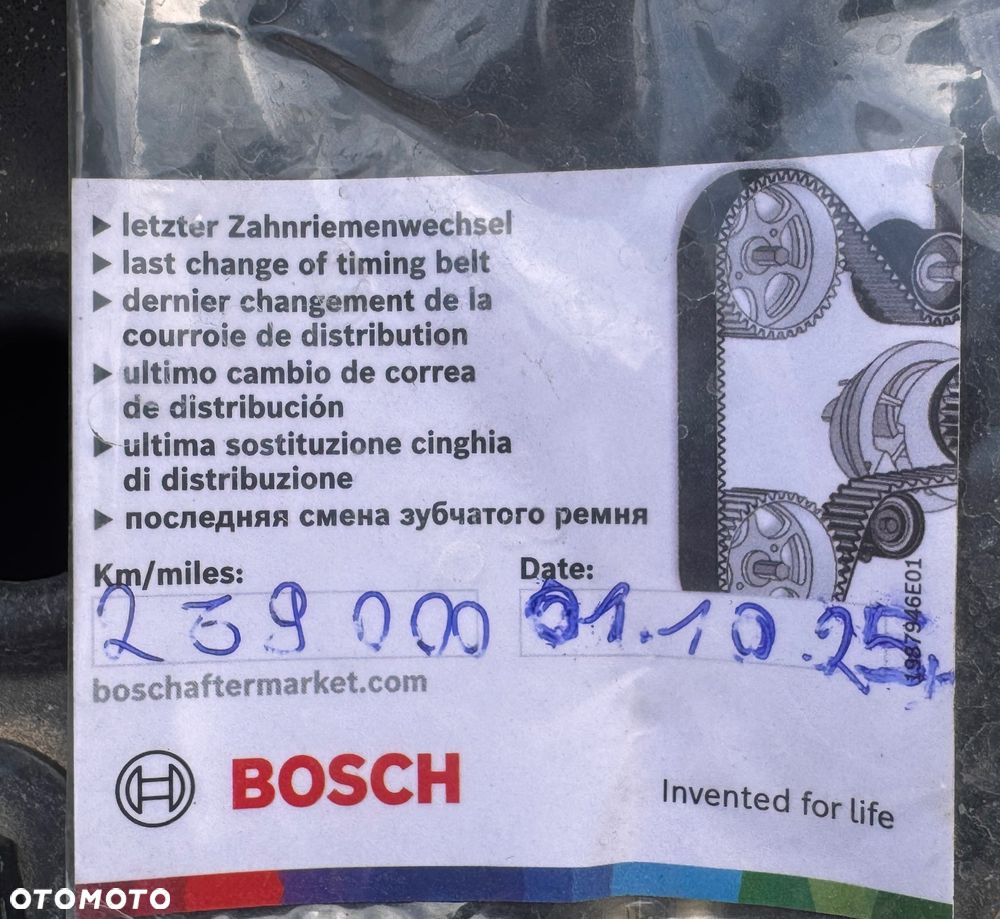 ▶ letzter Zahnriemenwechsel
▶ last change of timing belt
▶ dernier changement de la
courroie de distribution
▶ ultimo cambio de correa
de distribución
▶ ultima sostituzione cinghia
di distribuzione
▶ последняя смена зубчатого ремня
Km/miles: Date:
239 000 01.10.25
1987946E01
boschaftermarket.com
BOSCH
Invented for life
OTOMOTO